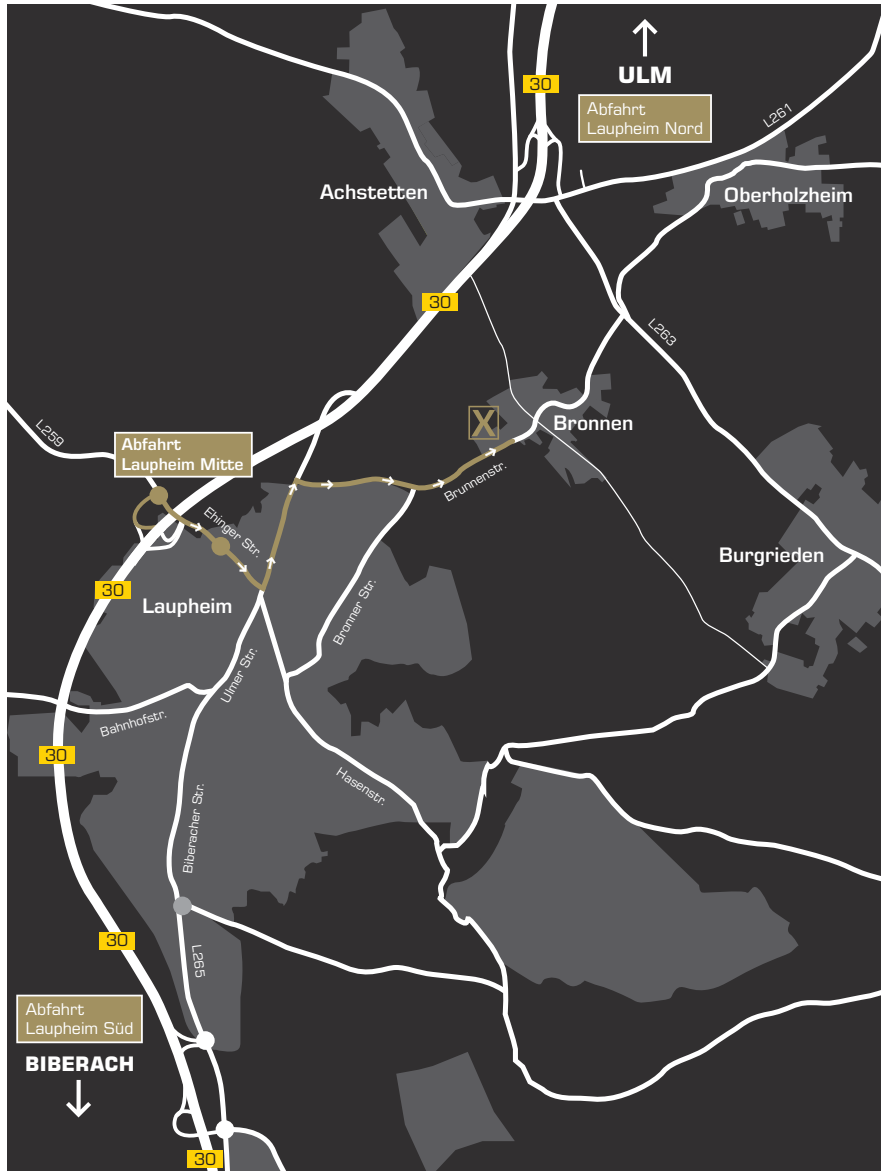 30
ULM
Abfahrt
Laupheim Nord
L261
Achstetten
Oberholzheim
30
L263
L259
X
Bronnen
Abfahrt
Laupheim Mitte
Brunnenstr.
Ehinger Str.
Burgrieden
30
Laupheim
Bronner Str.
Ulmer Str.
Bahnhofstr.
30
Hasenstr.
Biberacher Str.
30
L265
Abfahrt
Laupheim Süd
BIBERACH
30